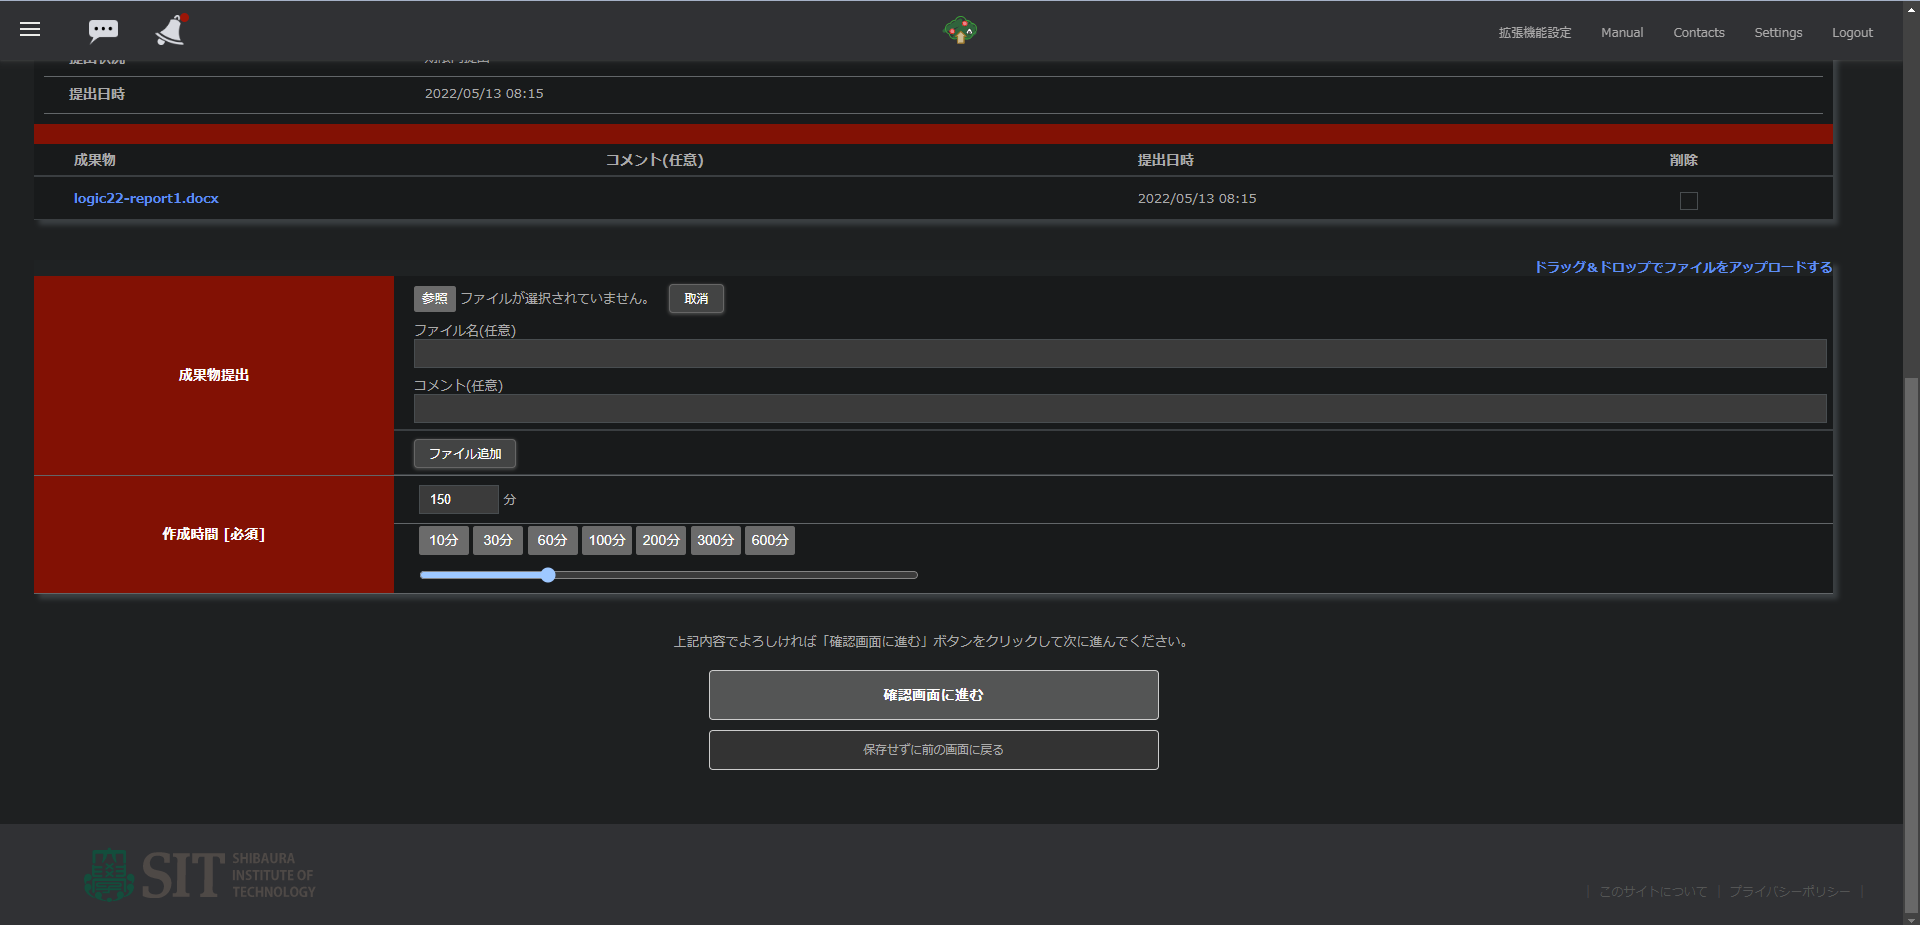 拡張機能設定 Manual Contacts Settings Logout
提出状況 期限内提出
提出日時 2022/05/13 08:15
成果物 コメント(任意) 提出日時 削除
logic22-report1.docx 2022/05/13 08:15
ドラッグ&ドロップでファイルをアップロードする
参照 ファイルが選択されていません。 取消
ファイル名(任意)
成果物提出
コメント(任意)
ファイル追加
150 分
作成時間 [必須]
10分 30分 60分 100分 200分 300分 600分
上記内容でよろしければ「確認画面に進む」ボタンをクリックして次に進んでください。
確認画面に進む
保存せずに前の画面に戻る
SIT SHIBAURA
INSTITUTE OF
TECHNOLOGY
| このサイトについて | プライバシーポリシー |